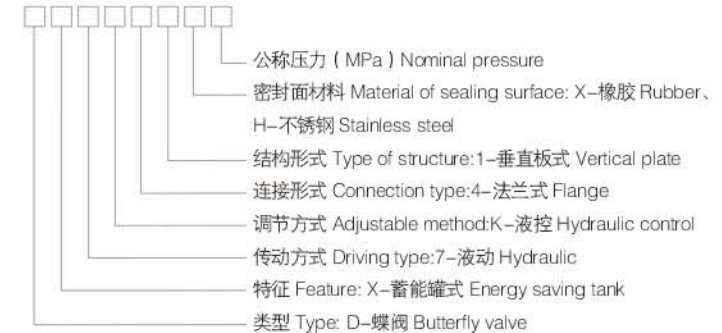 公称压力（MPa）Nominal pressure
密封面材料 Material of sealing surface: X–橡胶 Rubber、
H–不锈钢 Stainless steel
结构形式 Type of structure:1–垂直板式 Vertical plate
连接形式 Connection type:4–法兰式 Flange
调节方式 Adjustable method:K–液控 Hydraulic control
传动方式 Driving type:7–液动 Hydraulic
特征 Feature: X–蓄能罐式 Energy saving tank
类型 Type: D–蝶阀 Butterfly valve